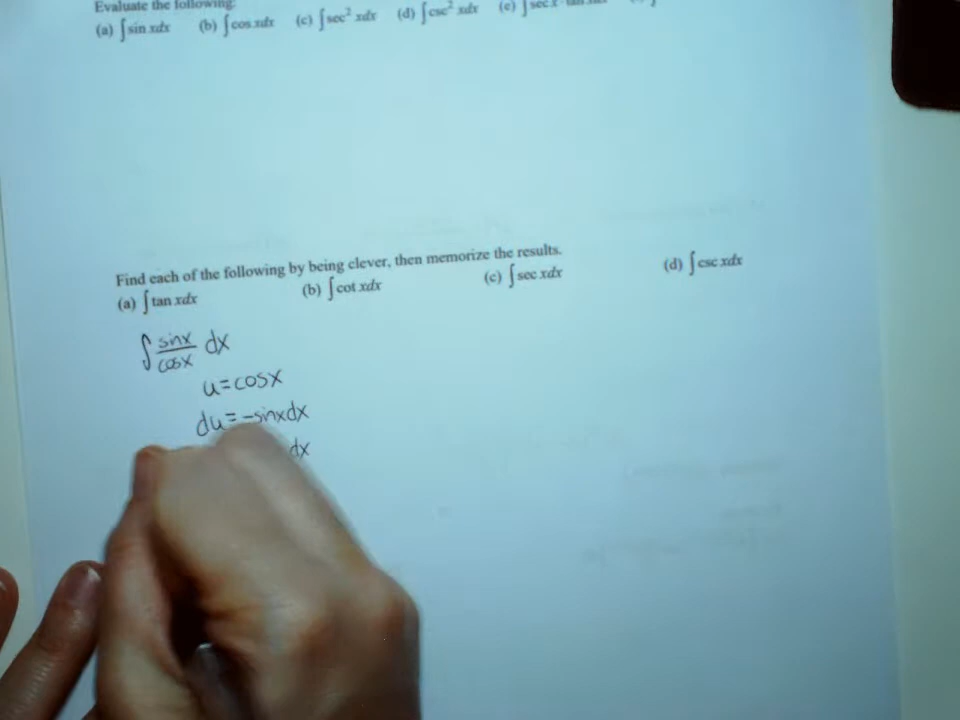 Evaluate the following:
(a) ∫sin xdx (b) ∫cos xdx (c) ∫sec² xdx (d) ∫csc² xdx (e) ∫sec x
Find each of the following by being clever, then memorize the results.
(a) ∫tan xdx (b) ∫cot xdx (c) ∫sec xdx (d) ∫csc xdx
∫ sinx/cosx dx
u=cosx
du=-sinxdx
dx